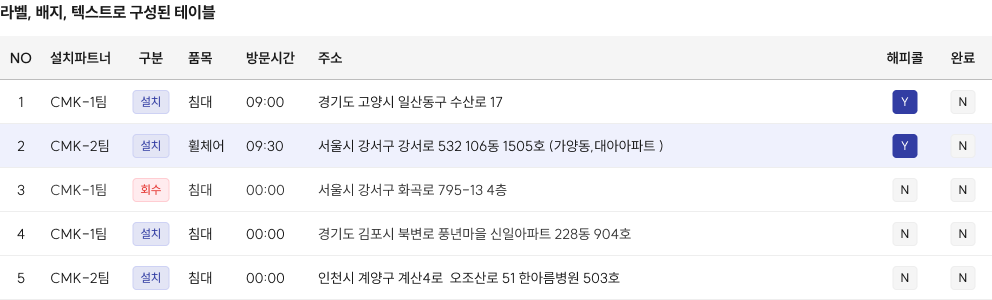 라벨, 배지, 텍스트로 구성된 테이블
NO 설치파트너 구분 품목 방문시간 주소 해피콜 완료
1 CMK-1팀 설치 침대 09:00 경기도 고양시 일산동구 수산로 17 Y N
2 CMK-2팀 설치 휠체어 09:30 서울시 강서구 강서로 532 106동 1505호 (가양동,대아아파트 ) Y N
3 CMK-1팀 회수 침대 00:00 서울시 강서구 화곡로 795-13 4층 N N
4 CMK-1팀 설치 침대 00:00 경기도 김포시 북변로 풍년마을 신일아파트 228동 904호 N N
5 CMK-2팀 설치 침대 00:00 인천시 계양구 계산4로  오조산로 51 한아름병원 503호 N N